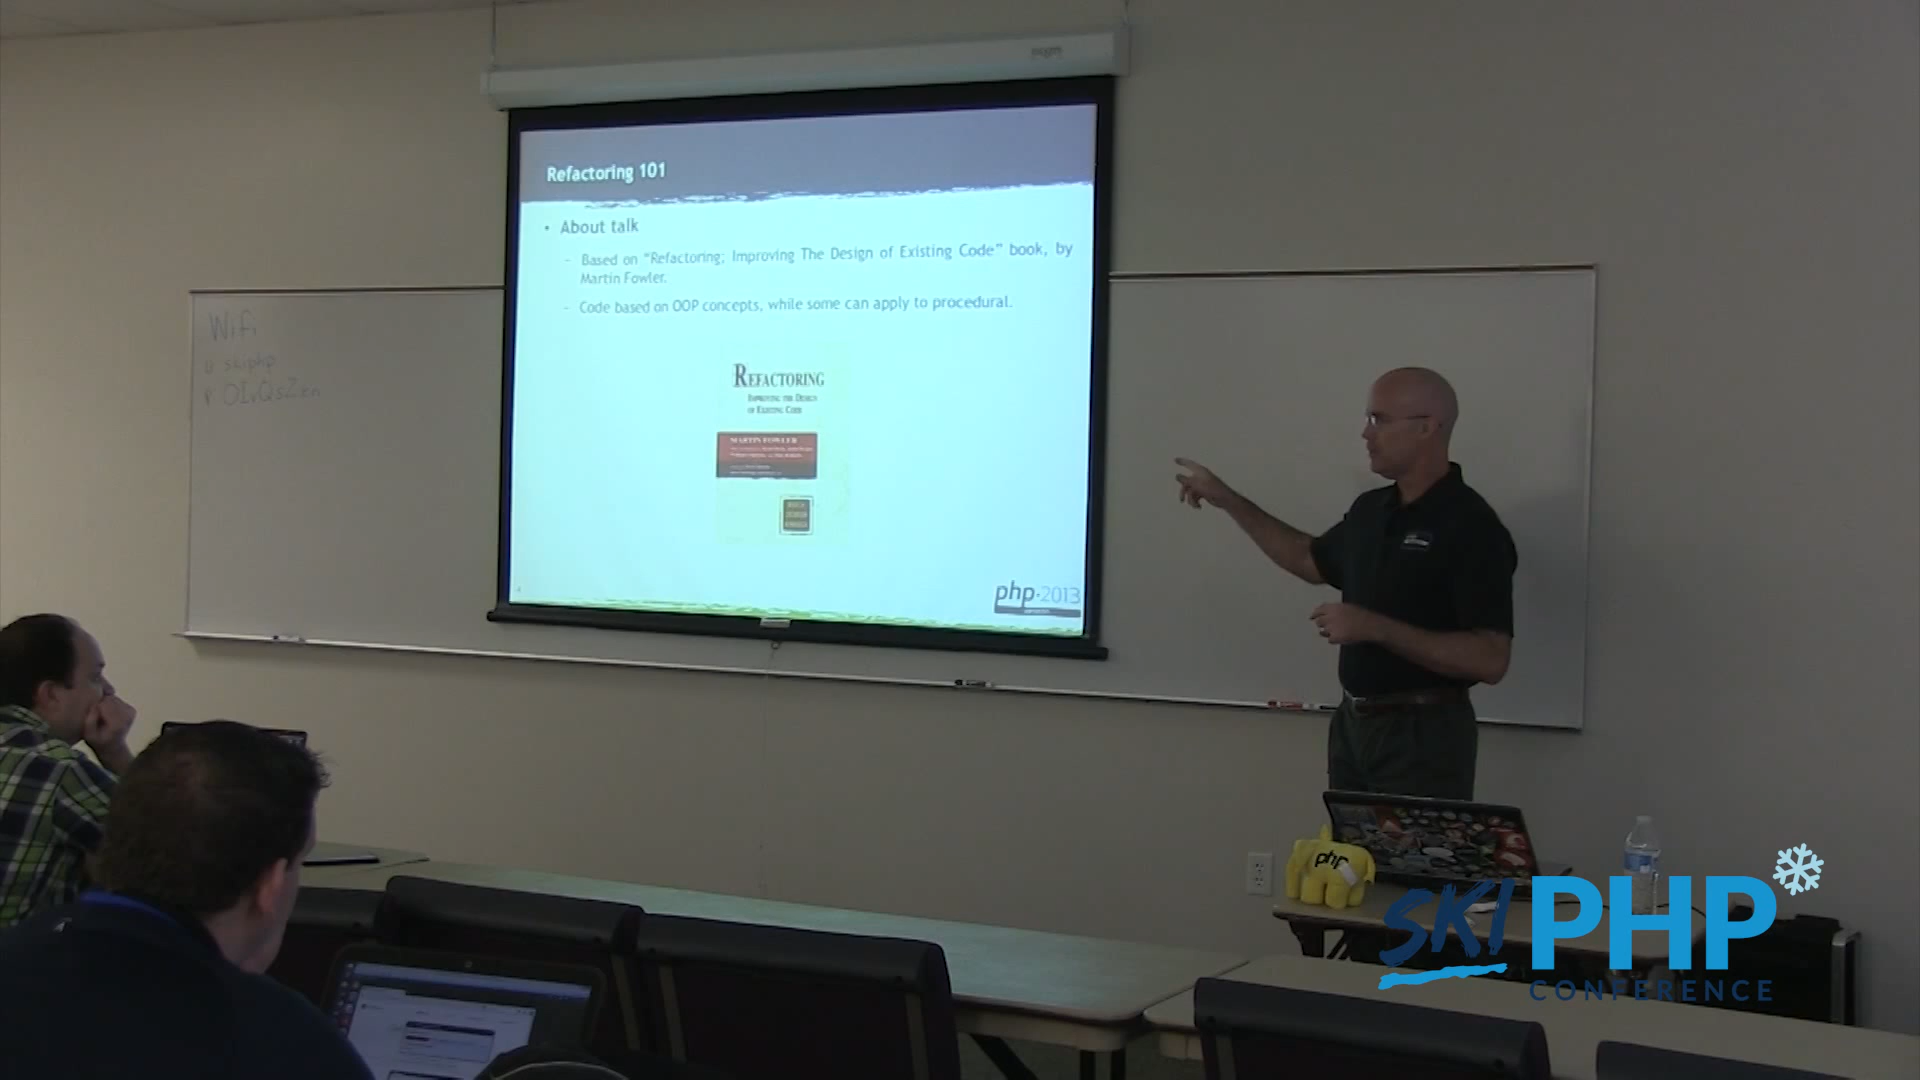 Refactoring 101
• About talk
– Based on “Refactoring; Improving The Design of Existing Code” book, by
Martin Fowler.
– Code based on OOP concepts, while some can apply to procedural.
REFACTORING
IMPROVING THE DESIGN
OF EXISTING CODE
MARTIN FOWLER
php-2013
Wifi
skiphp
php
SKI PHP
CONFERENCE